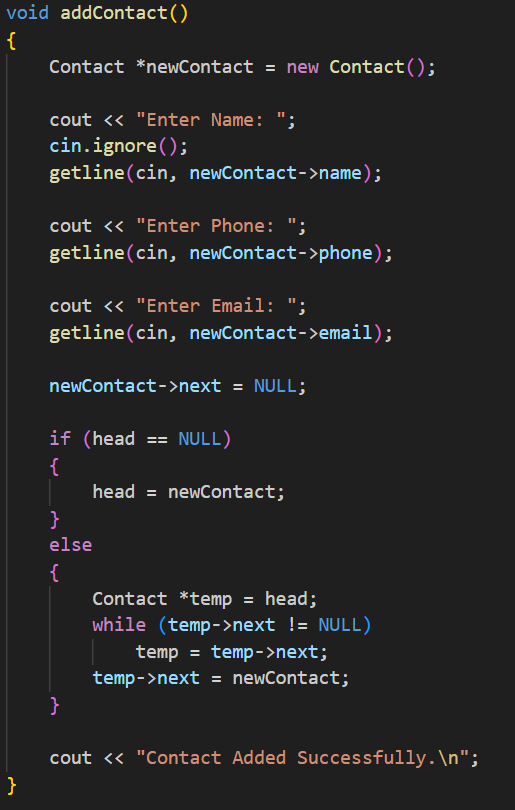 void addContact()
{
    Contact *newContact = new Contact();

    cout << "Enter Name: ";
    cin.ignore();
    getline(cin, newContact->name);

    cout << "Enter Phone: ";
    getline(cin, newContact->phone);

    cout << "Enter Email: ";
    getline(cin, newContact->email);

    newContact->next = NULL;

    if (head == NULL)
    {
        head = newContact;
    }
    else
    {
        Contact *temp = head;
        while (temp->next != NULL)
            temp = temp->next;
        temp->next = newContact;
    }

    cout << "Contact Added Successfully.\n";
}